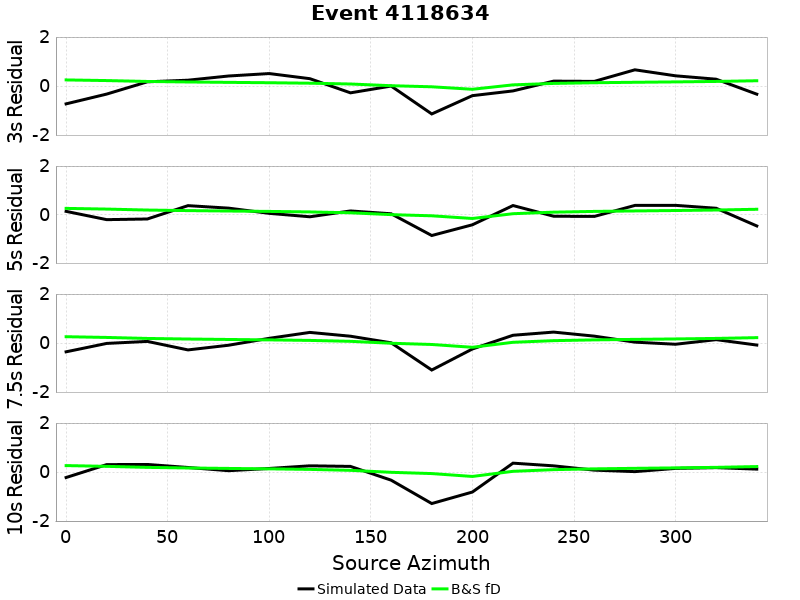 Event 4118634
3s Residual
2
0
-2
5s Residual
2
0
-2
7.5s Residual
2
0
-2
10s Residual
2
0
-2
0 50 100 150 200 250 300
Source Azimuth
Simulated Data B&S fD